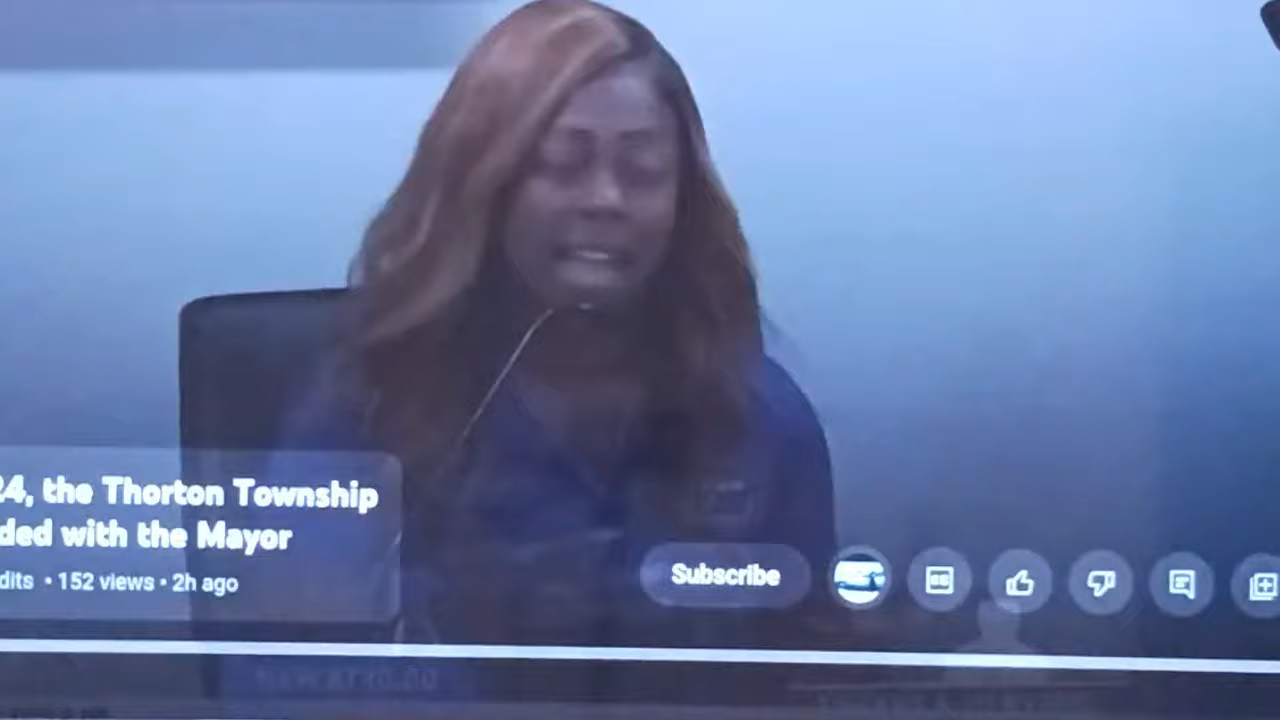 24, the Thorton Township
ded with the Mayor
dits • 152 views • 2h ago
Subscribe